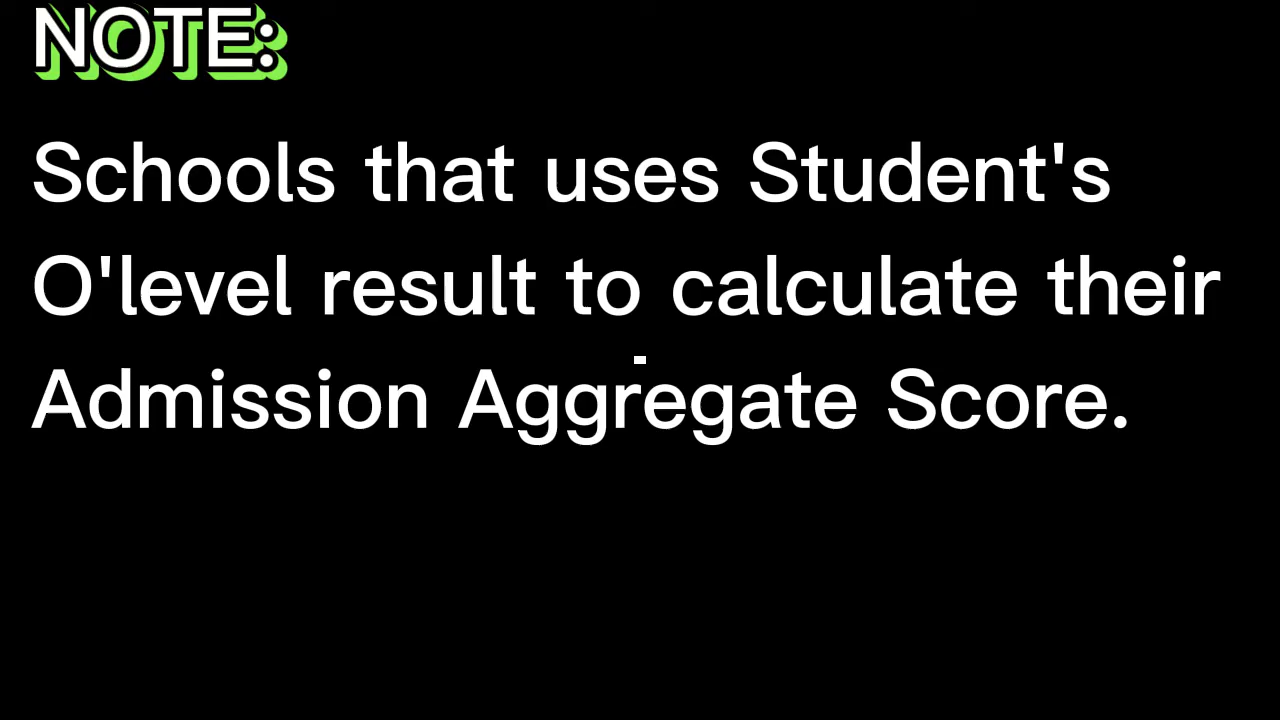 NOTE:
Schools that uses Student's
O'level result to calculate their
-
Admission Aggregate Score.